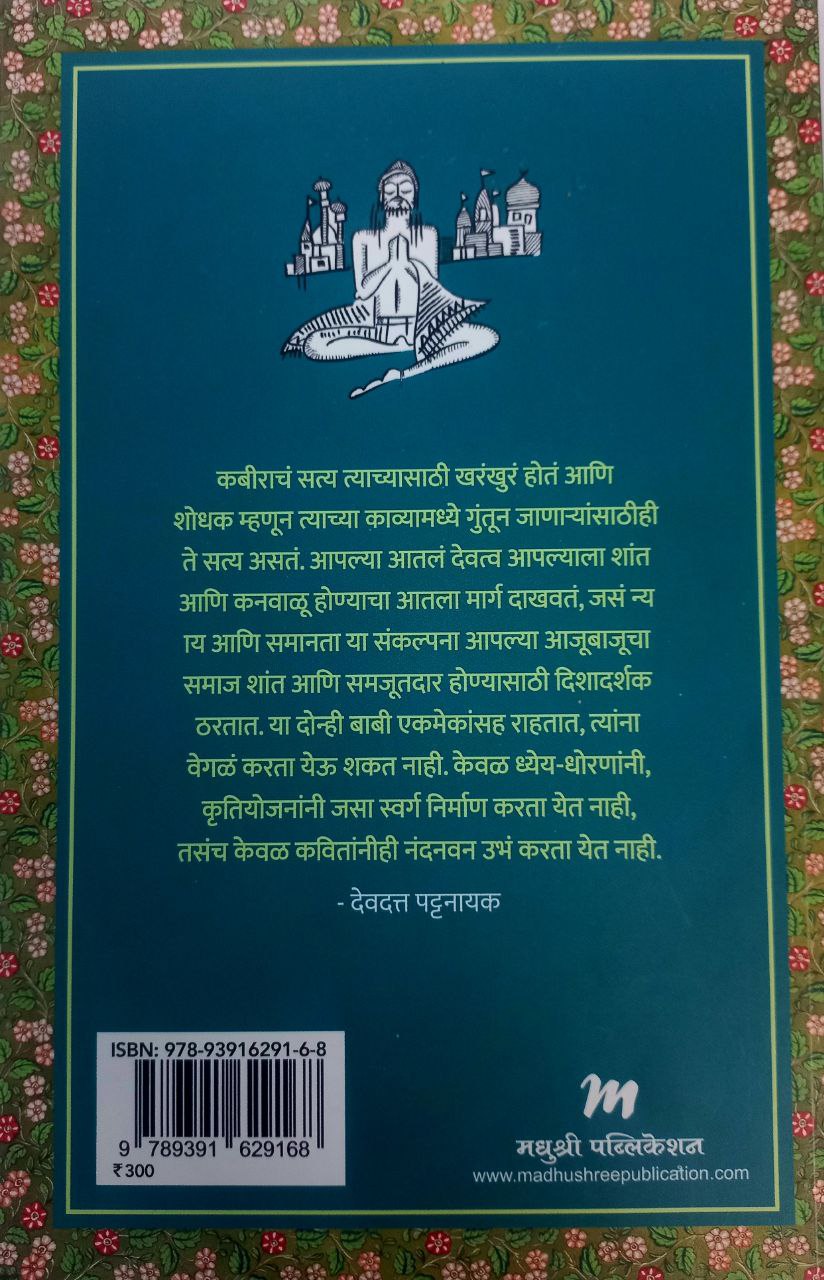 कबीराचं सत्य त्याच्यासाठी खरंखुरं होतं आणि
शोधक म्हणून त्याच्या काव्यामध्ये गुंतून जाणाऱ्यांसाठीही
ते सत्य असतं. आपल्या आतलं देवत्व आपल्याला शांत
आणि कनवाळू होण्याचा आतला मार्ग दाखवतं, जसं न्य
ाय आणि समानता या संकल्पना आपल्या आजूबाजूचा
समाज शांत आणि समजूतदार होण्यासाठी दिशादर्शक
ठरतात. या दोन्ही बाबी एकमेकांसह राहतात, त्यांना
वेगळं करता येऊ शकत नाही. केवळ ध्येय-धोरणांनी,
कृतियोजनांनी जसा स्वर्ग निर्माण करता येत नाही,
तसंच केवळ कवितांनीही नंदनवन उभं करता येत नाही.
- देवदत्त पट्टनायक
ISBN: 978-93916291-6-8
9 789391 629168
₹300
m
मधुश्री पब्लिकेशन
www.madhushreepublication.com